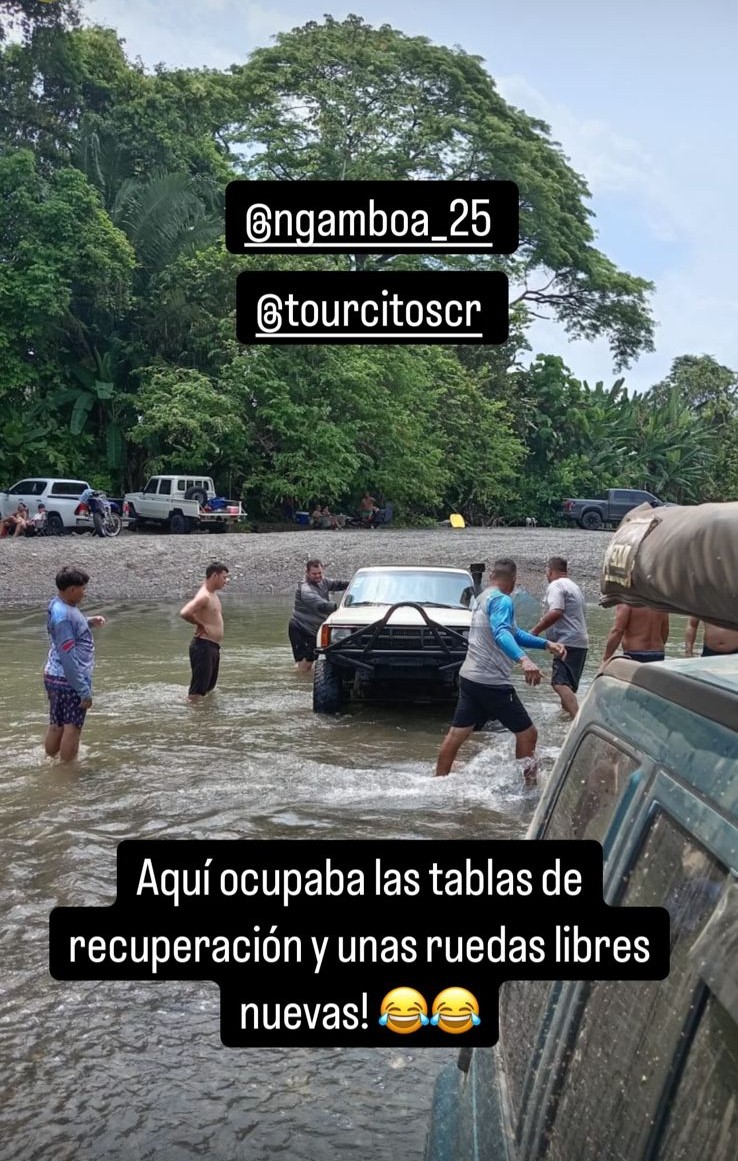 @ngamboa_25
@tourcitoscr
Aquí ocupaba las tablas de
recuperación y unas ruedas libres
nuevas! 😂😂